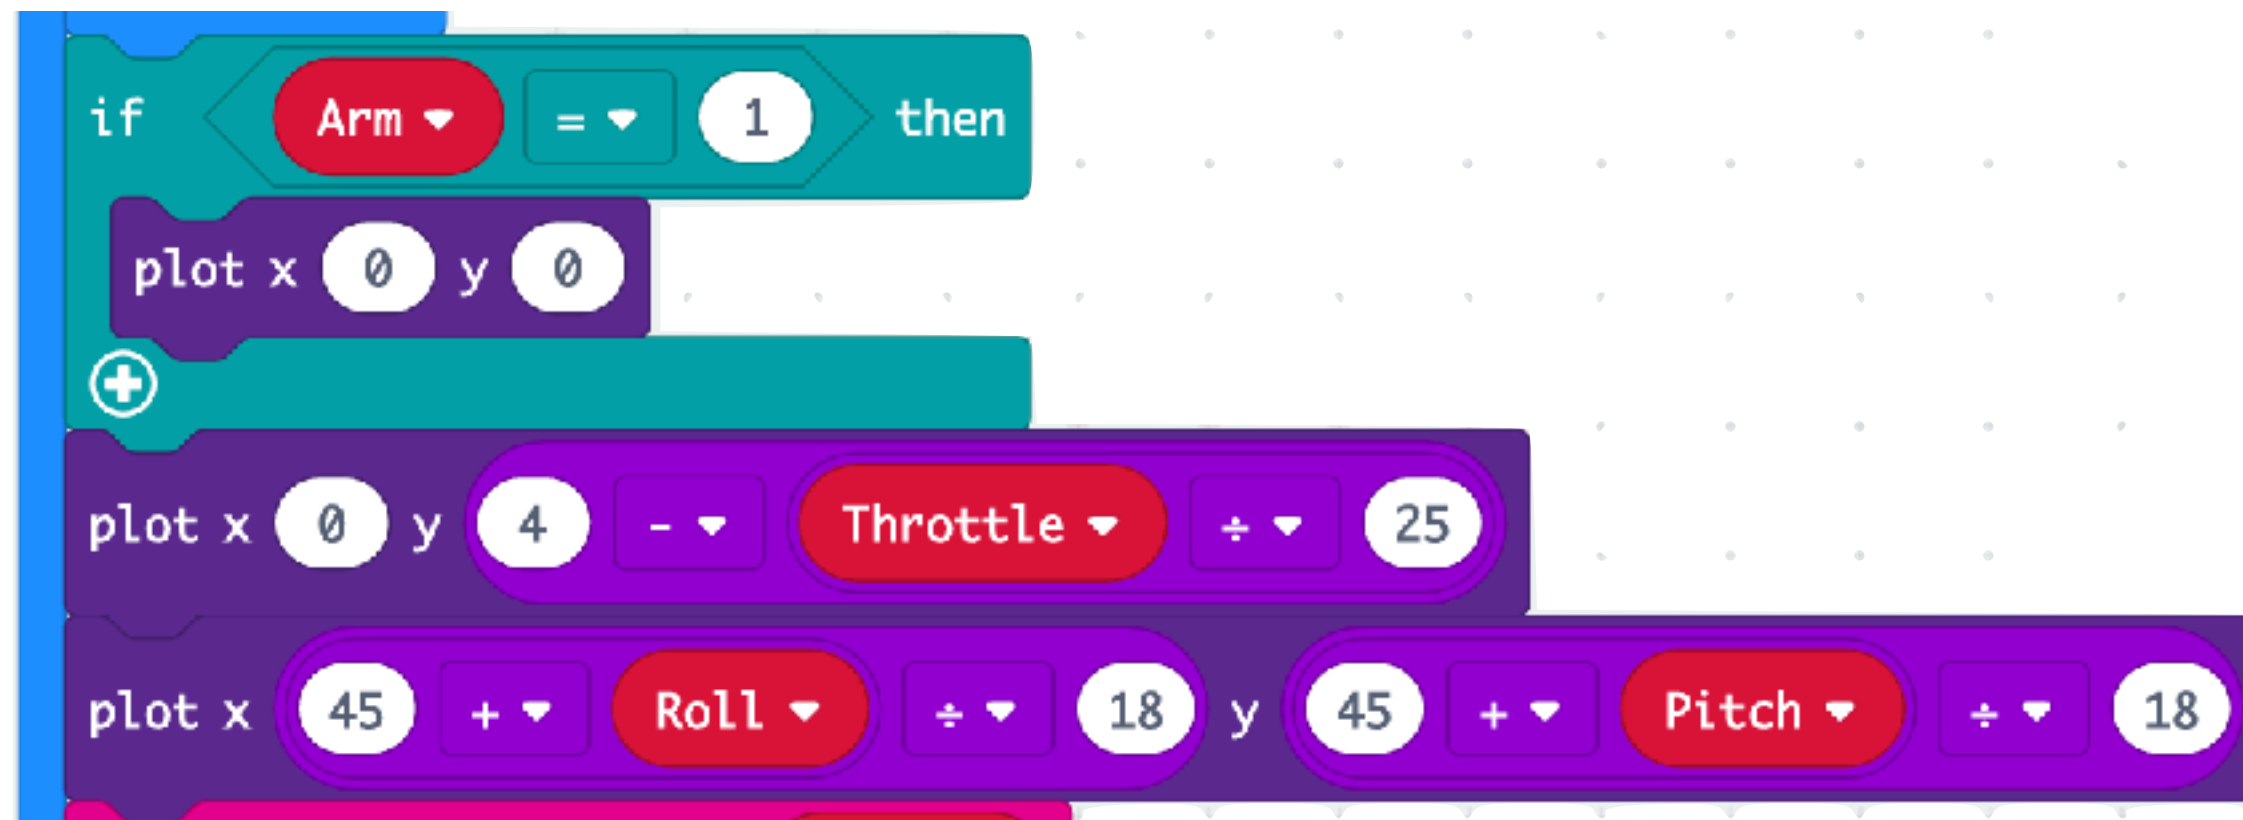 if Arm = 1 then
plot x 0 y 0
plot x 0 y 4 - Throttle ÷ 25
plot x 45 + Roll ÷ 18 y 45 + Pitch ÷ 18